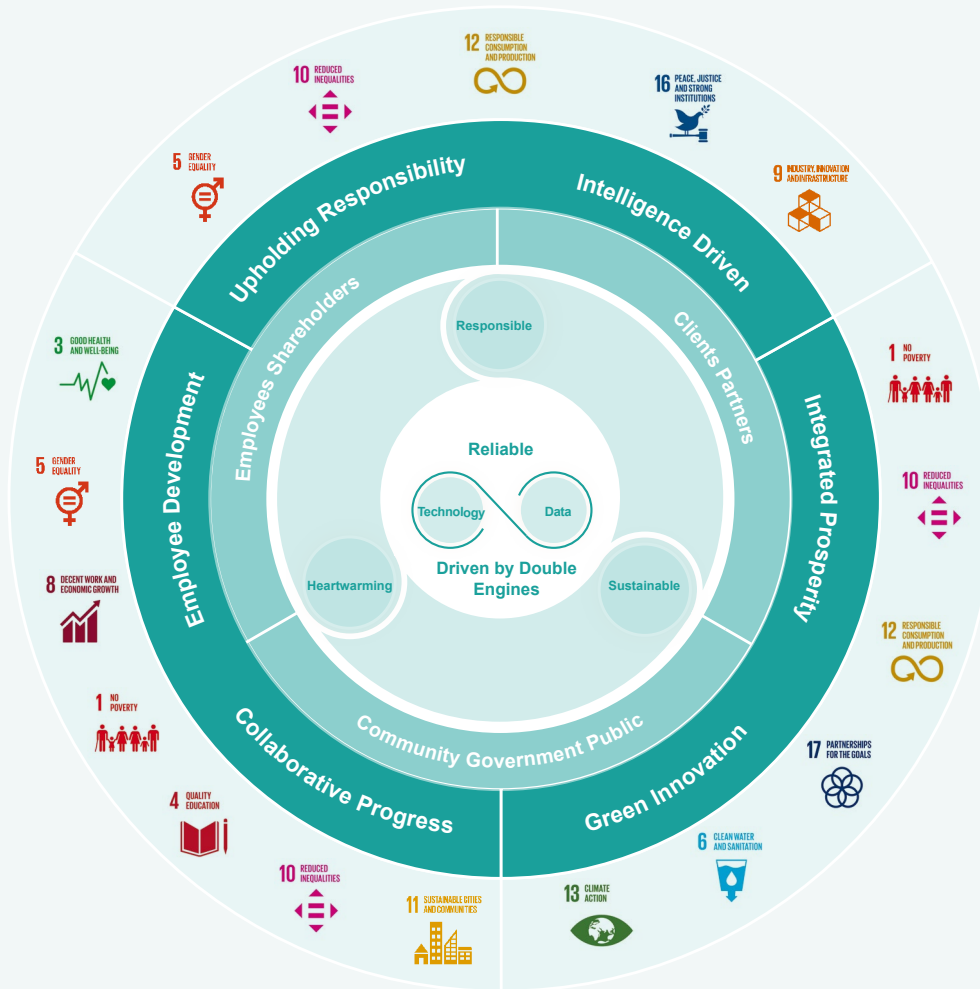 12 RESPONSIBLE
CONSUMPTION
AND PRODUCTION
10 REDUCED
INEQUALITIES
16 PEACE, JUSTICE
AND STRONG
INSTITUTIONS
5 GENDER
EQUALITY
9 INDUSTRY, INNOVATION
AND INFRASTRUCTURE
3 GOOD HEALTH
AND WELL-BEING
1 NO
POVERTY
5 GENDER
EQUALITY
10 REDUCED
INEQUALITIES
8 DECENT WORK AND
ECONOMIC GROWTH
12 RESPONSIBLE
CONSUMPTION
AND PRODUCTION
1 NO
POVERTY
17 PARTNERSHIPS
FOR THE GOALS
4 QUALITY
EDUCATION
6 CLEAN WATER
AND SANITATION
10 REDUCED
INEQUALITIES
13 CLIMATE
ACTION
11 SUSTAINABLE CITIES
AND COMMUNITIES
Upholding Responsibility
Intelligence Driven
Integrated Prosperity
Green Innovation
Collaborative Progress
Employee Development
Employees Shareholders
Clients Partners
Community Government Public
Responsible
Reliable
Technology
Data
Driven by Double
Engines
Heartwarming
Sustainable